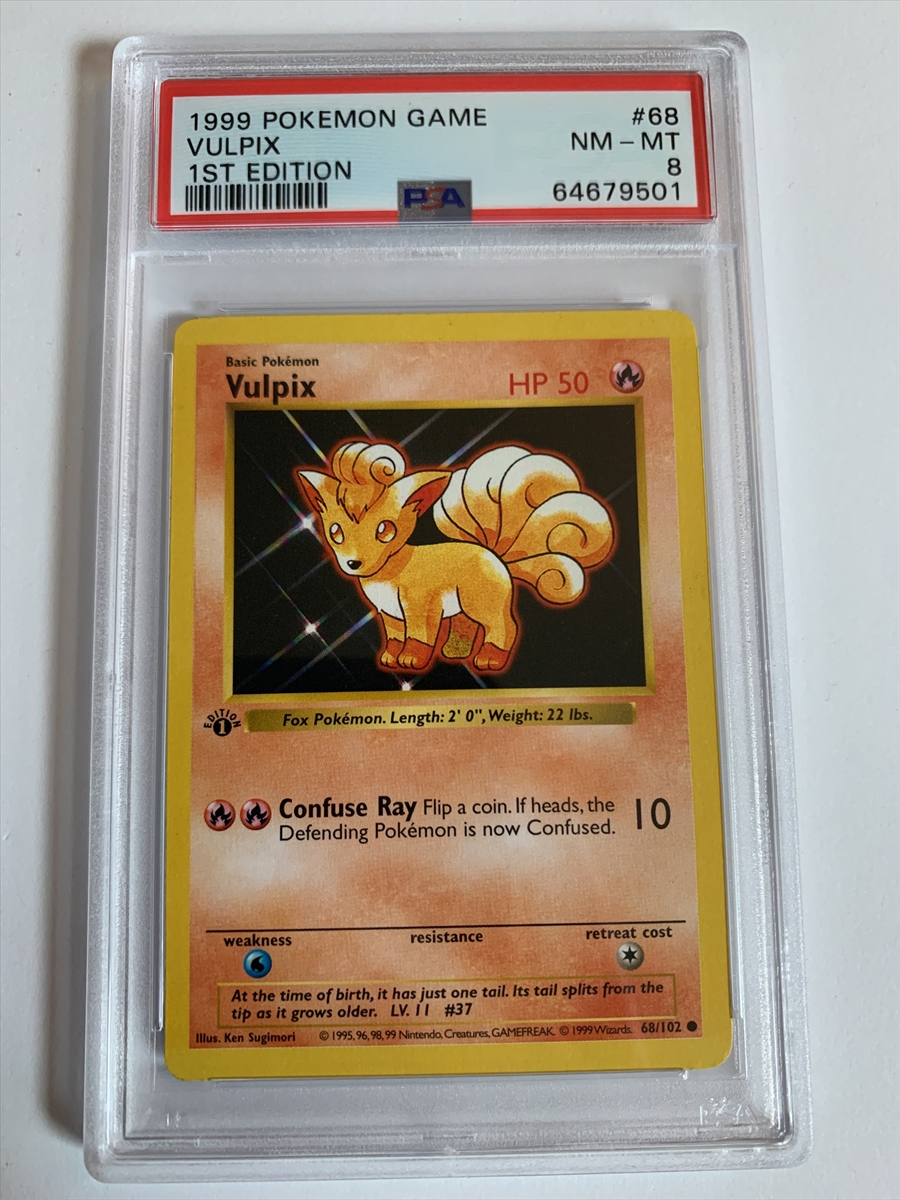 1999 POKEMON GAME #68
VULPIX NM – MT
1ST EDITION 8
PSA 64679501
Basic Pokémon
Vulpix HP 50
EDITION
1
Fox Pokémon. Length: 2' 0", Weight: 22 lbs.
Confuse Ray Flip a coin. If heads, the
Defending Pokémon is now Confused. 10
weakness resistance retreat cost
At the time of birth, it has just one tail. Its tail splits from the
tip as it grows older. LV. 11 #37
Illus. Ken Sugimori © 1995, 96, 98, 99 Nintendo, Creatures, GAMEFREAK. © 1999 Wizards. 68/102 ●